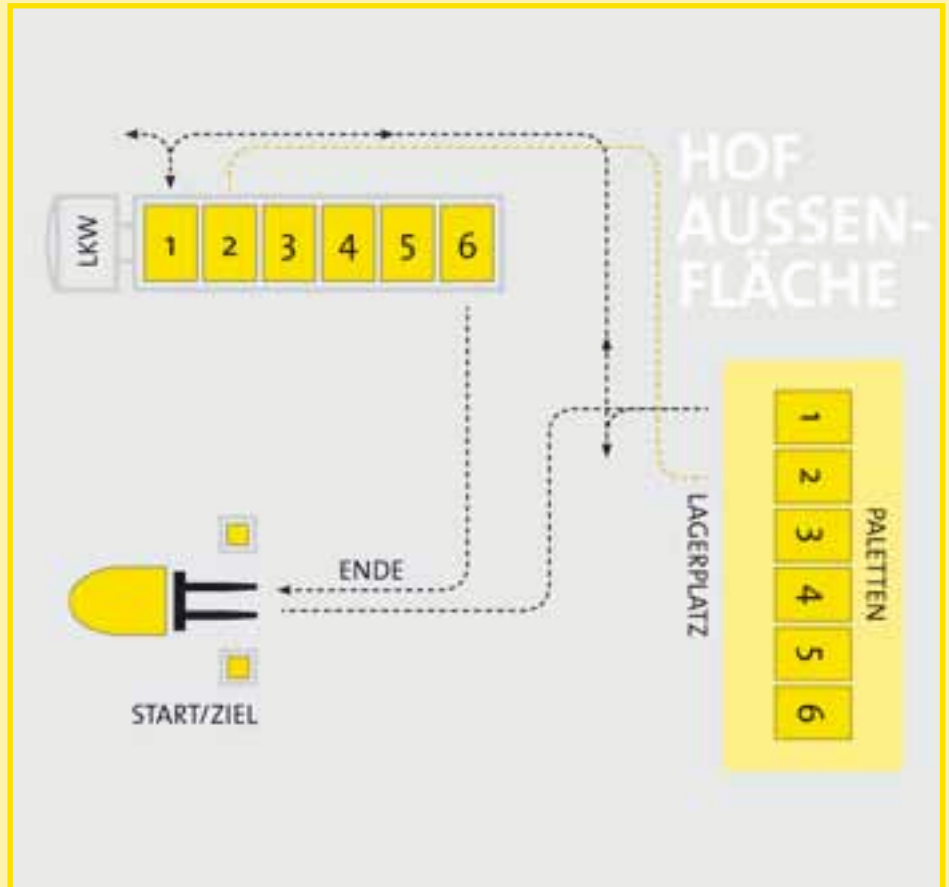 HOF
AUSSEN-
FLÄCHE
LKW
1 2 3 4 5 6
1
2
3
4
5
6
PALETTEN
LAGERPLATZ
ENDE
START/ZIEL